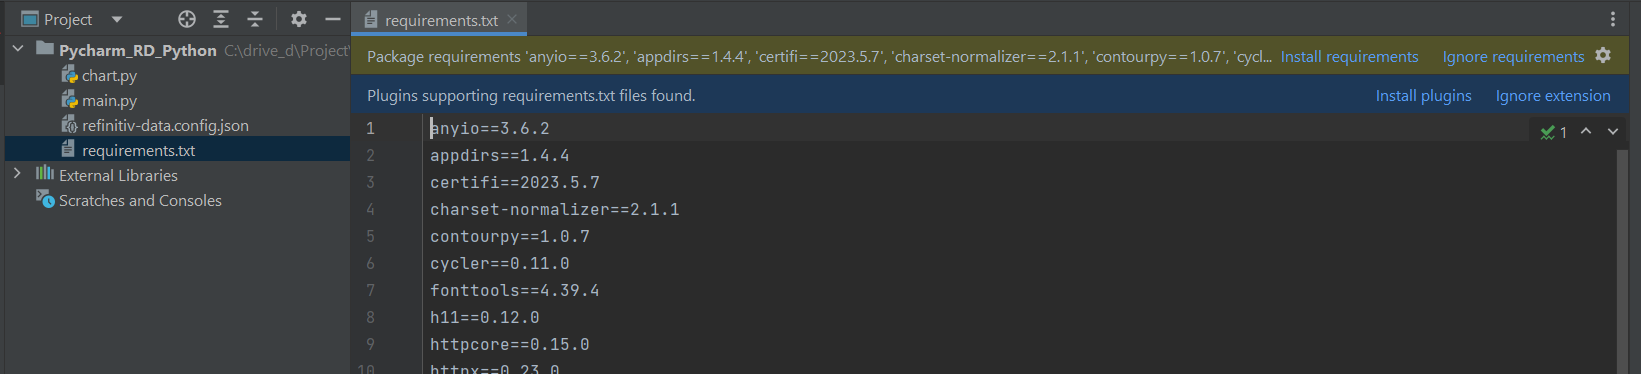 Project
requirements.txt
Pycharm_RD_Python C:\drive_d\Project\
chart.py
main.py
refinitiv-data.config.json
requirements.txt
External Libraries
Scratches and Consoles
Package requirements 'anyio==3.6.2', 'appdirs==1.4.4', 'certifi==2023.5.7', 'charset-normalizer==2.1.1', 'contourpy==1.0.7', 'cycl... Install requirements Ignore requirements
Plugins supporting requirements.txt files found. Install plugins Ignore extension
1 anyio==3.6.2
1
2 appdirs==1.4.4
3 certifi==2023.5.7
4 charset-normalizer==2.1.1
5 contourpy==1.0.7
6 cycler==0.11.0
7 fonttools==4.39.4
8 h11==0.12.0
9 httpcore==0.15.0
10 httpx==0.23.0